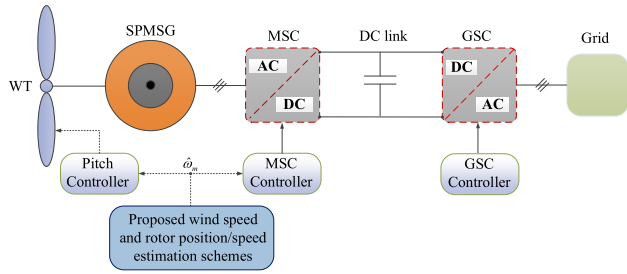 SPMSG
MSC
DC link
GSC
Grid
WT
AC
DC
DC
AC
Pitch
Controller
ω̂m
MSC
Controller
GSC
Controller
Proposed wind speed
and rotor position/speed
estimation schemes